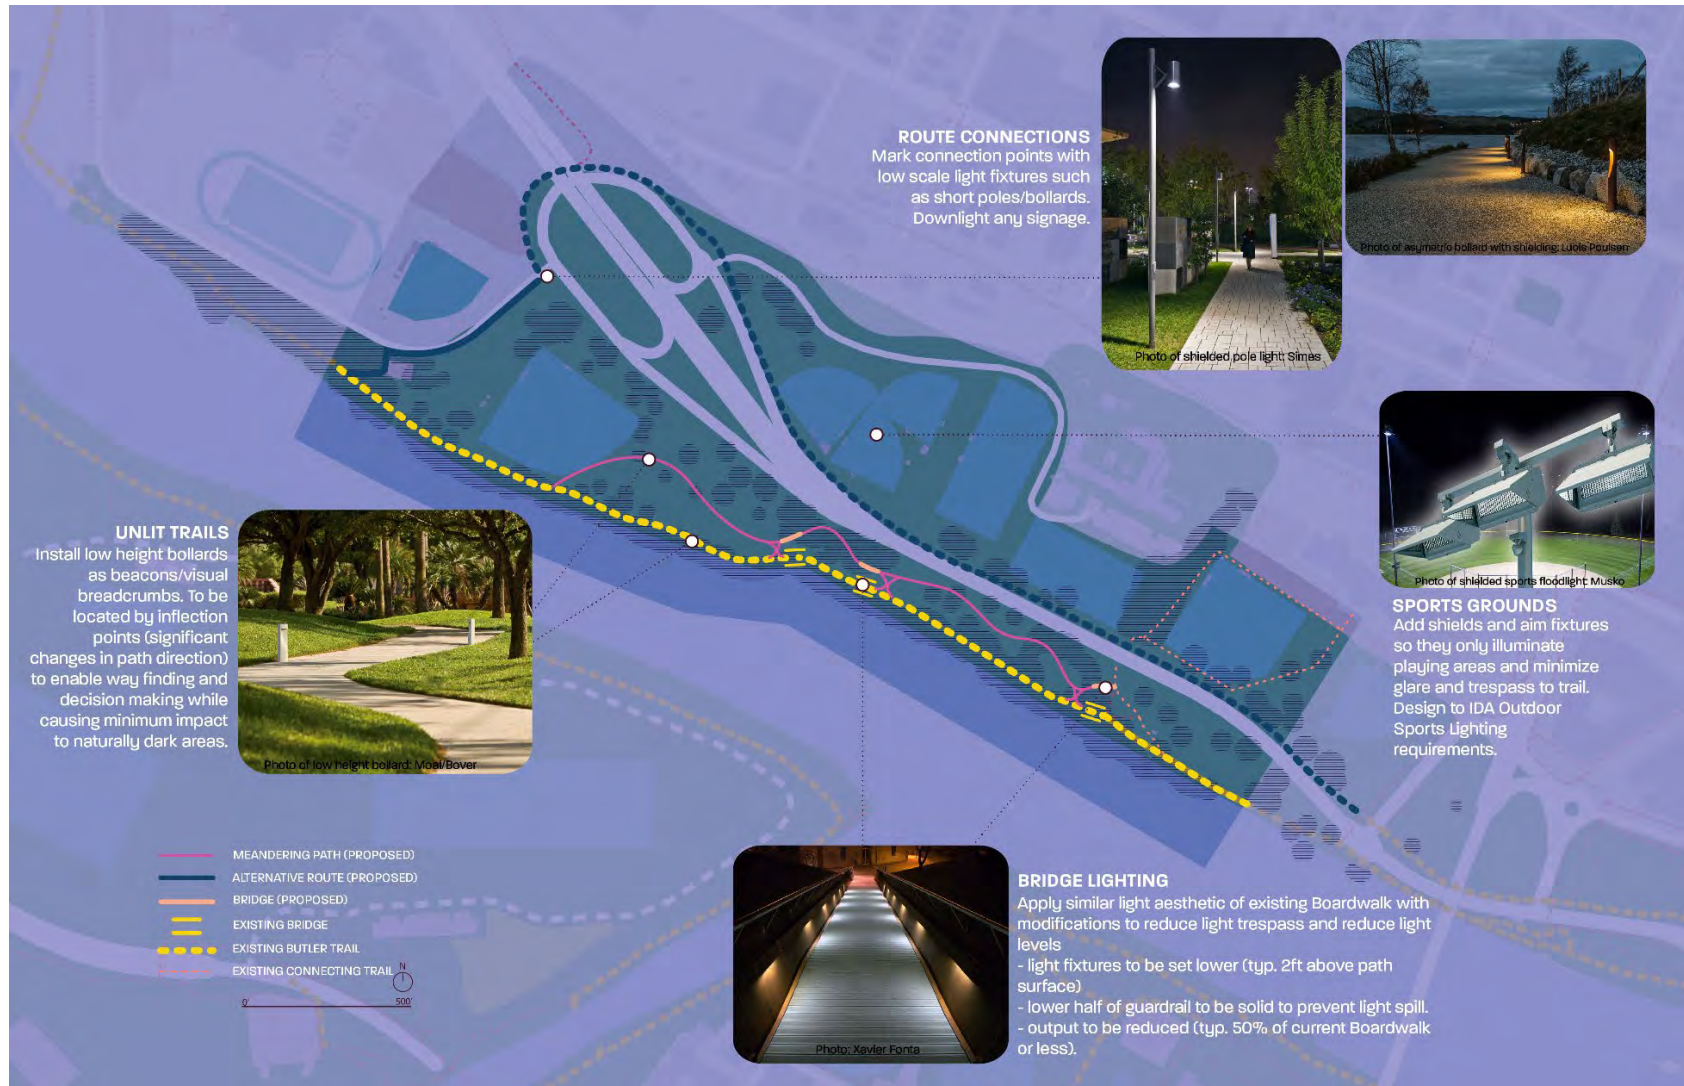 ROUTE CONNECTIONS
Mark connection points with
low scale light fixtures such
as short poles/bollards.
Downlight any signage.
Photo of shielded pole light: Simes
Photo of asymetric bollard with shielding: Luois Poulsen
Photo of shielded sports floodlight: Musko
SPORTS GROUNDS
Add shields and aim fixtures
so they only illuminate
playing areas and minimize
glare and trespass to trail.
Design to IDA Outdoor
Sports Lighting
requirements.
UNLIT TRAILS
Install low height bollards
as beacons/visual
breadcrumbs. To be
located by inflection
points (significant
changes in path direction)
to enable way finding and
decision making while
causing minimum impact
to naturally dark areas.
Photo of low height bollard: Moai/Bover
MEANDERING PATH (PROPOSED)
ALTERNATIVE ROUTE (PROPOSED)
BRIDGE (PROPOSED)
EXISTING BRIDGE
EXISTING BUTLER TRAIL
EXISTING CONNECTING TRAIL
N
0'
500'
Photo: Xavier Fonta
BRIDGE LIGHTING
Apply similar light aesthetic of existing Boardwalk with
modifications to reduce light trespass and reduce light
levels
- light fixtures to be set lower (typ. 2ft above path
surface)
- lower half of guardrail to be solid to prevent light spill.
- output to be reduced (typ. 50% of current Boardwalk
or less).